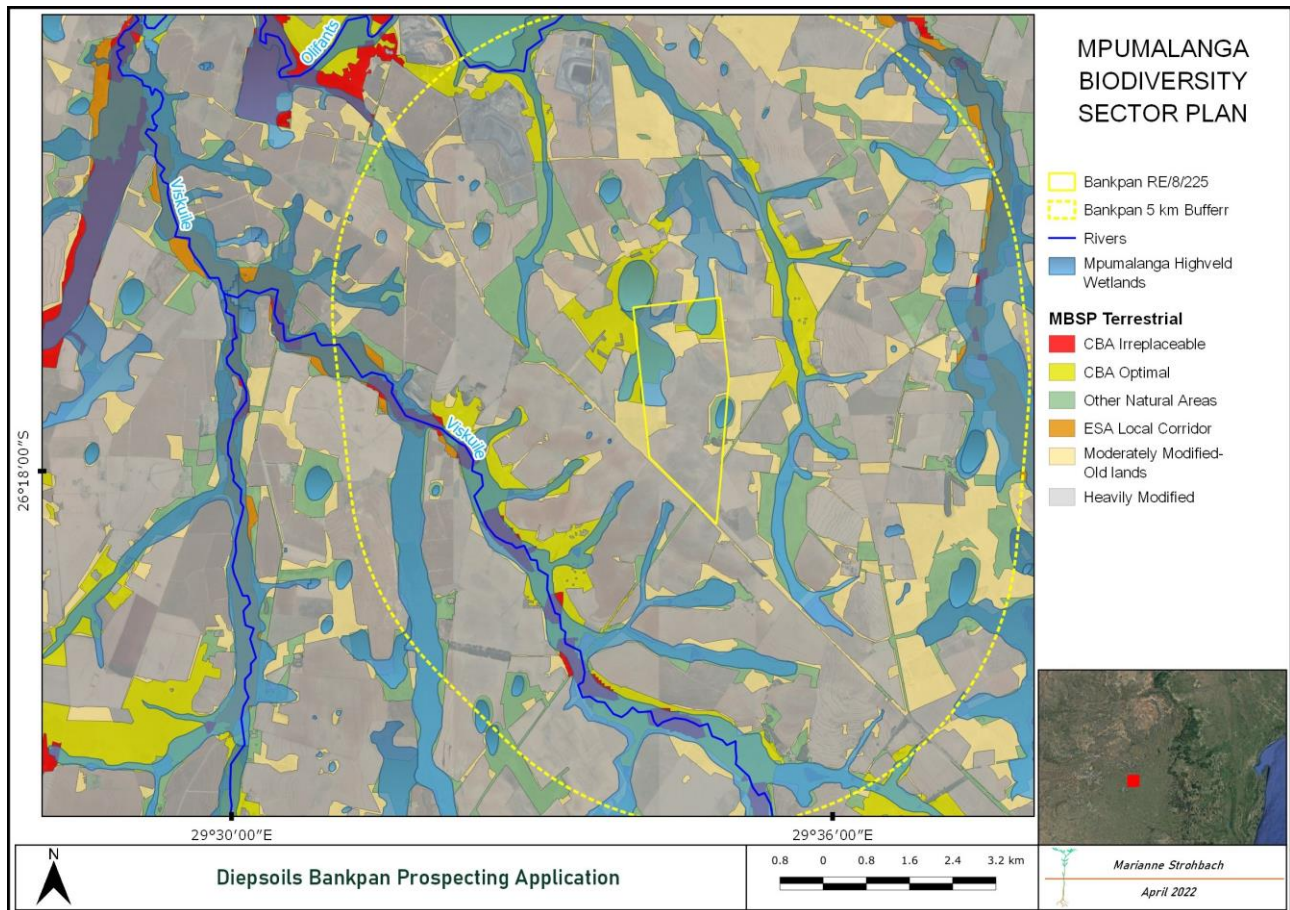 MPUMALANGA
BIODIVERSITY
SECTOR PLAN
Bankpan RE/8/225
Bankpan 5 km Bufferr
Rivers
Mpumalanga Highveld
Wetlands
MBSP Terrestrial
CBA Irreplaceable
CBA Optimal
Other Natural Areas
ESA Local Corridor
Moderately Modified-
Old lands
Heavily Modified
Olifants
Viskuile
Viskuile
26°18'00"S
29°30'00"E
29°36'00"E
N
Diepsoils Bankpan Prospecting Application
0.8 0 0.8 1.6 2.4 3.2 km
Marianne Strohbach
April 2022